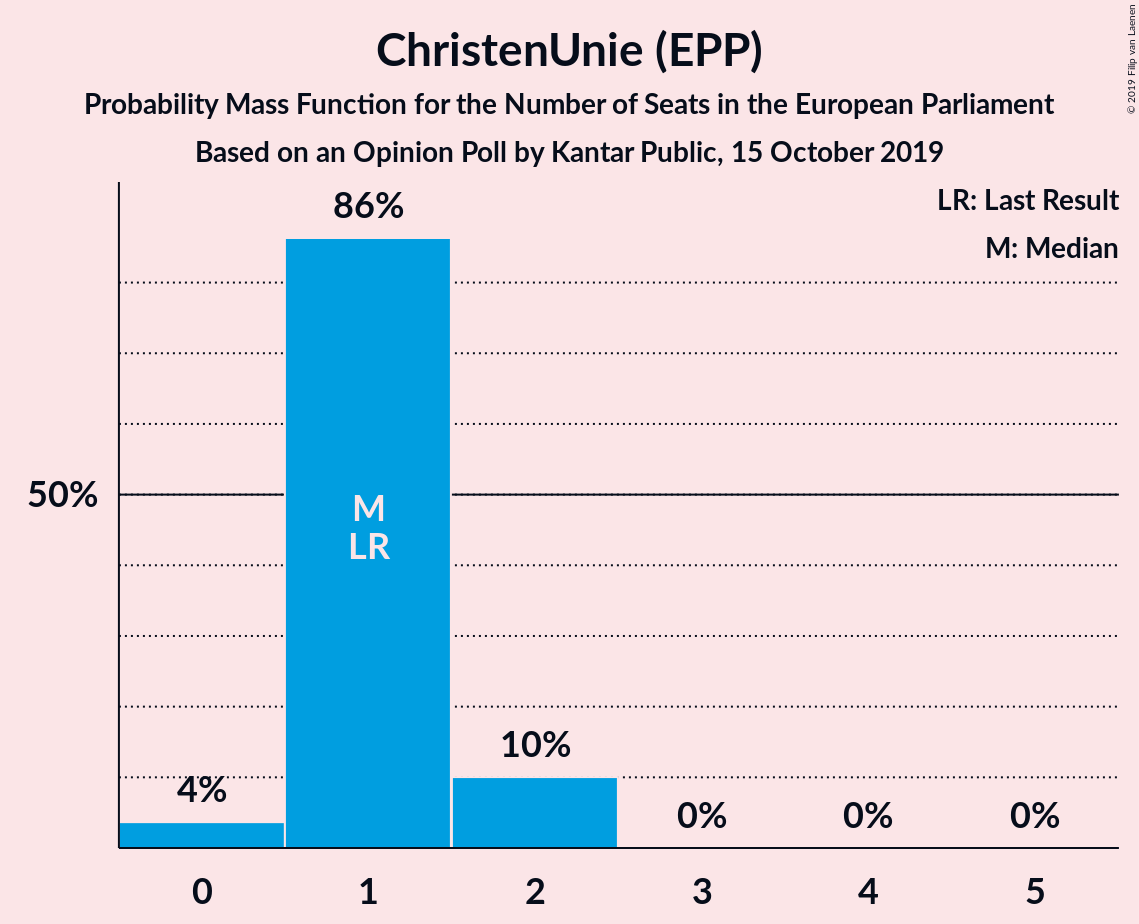 ChristenUnie (EPP)
Probability Mass Function for the Number of Seats in the European Parliament
Based on an Opinion Poll by Kantar Public, 15 October 2019
© 2019 Filip van Laenen
LR: Last Result
M: Median
86%
50%
M
LR
10%
4%
0%
0%
0%
0
1
2
3
4
5